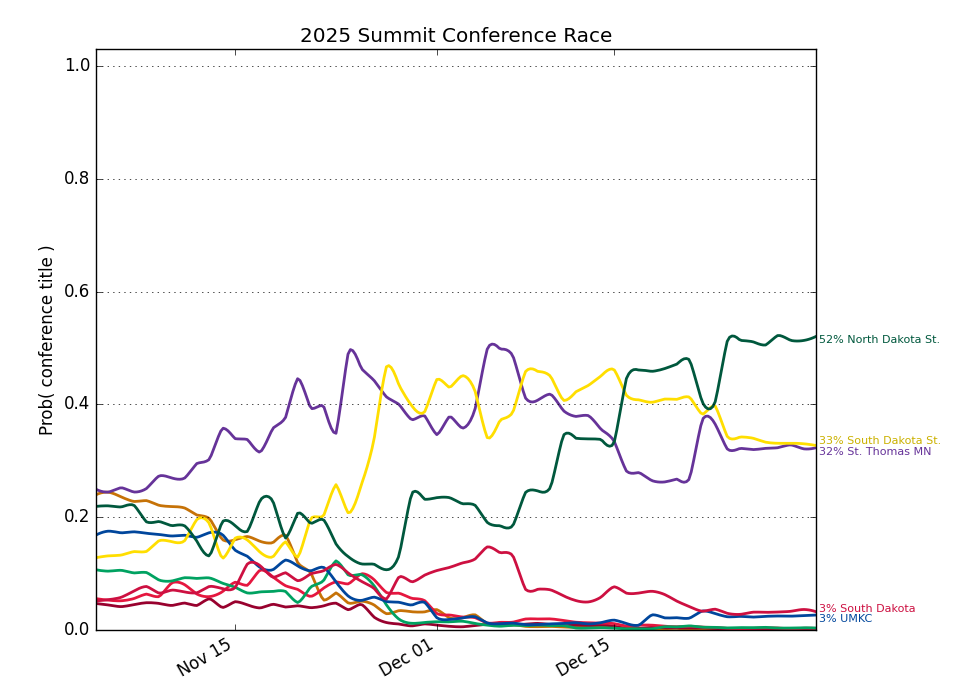 2025 Summit Conference Race
Prob( conference title )
1.0
0.8
0.6
0.4
0.2
0.0
Nov 15
Dec 01
Dec 15
52% North Dakota St.
33% South Dakota St.
32% St. Thomas MN
3% South Dakota
3% UMKC